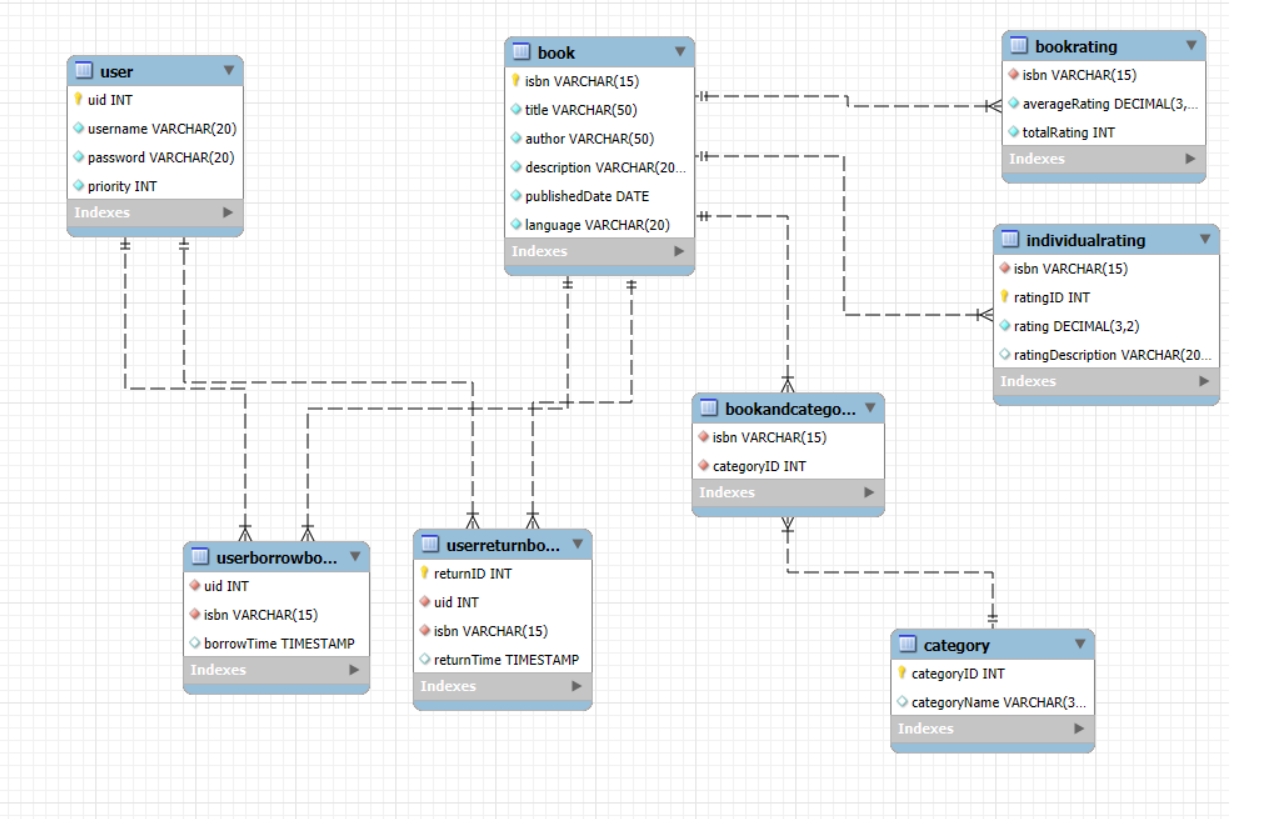 user
uid INT
username VARCHAR(20)
password VARCHAR(20)
priority INT
Indexes
book
isbn VARCHAR(15)
title VARCHAR(50)
author VARCHAR(50)
description VARCHAR(20...
publishedDate DATE
language VARCHAR(20)
Indexes
bookrating
isbn VARCHAR(15)
averageRating DECIMAL(3,...
totalRating INT
Indexes
individualrating
isbn VARCHAR(15)
ratingID INT
rating DECIMAL(3,2)
ratingDescription VARCHAR(20...
Indexes
bookandcatego...
isbn VARCHAR(15)
categoryID INT
Indexes
userborrowbo...
uid INT
isbn VARCHAR(15)
borrowTime TIMESTAMP
Indexes
userreturnbo...
returnID INT
uid INT
isbn VARCHAR(15)
returnTime TIMESTAMP
Indexes
category
categoryID INT
categoryName VARCHAR(3...
Indexes